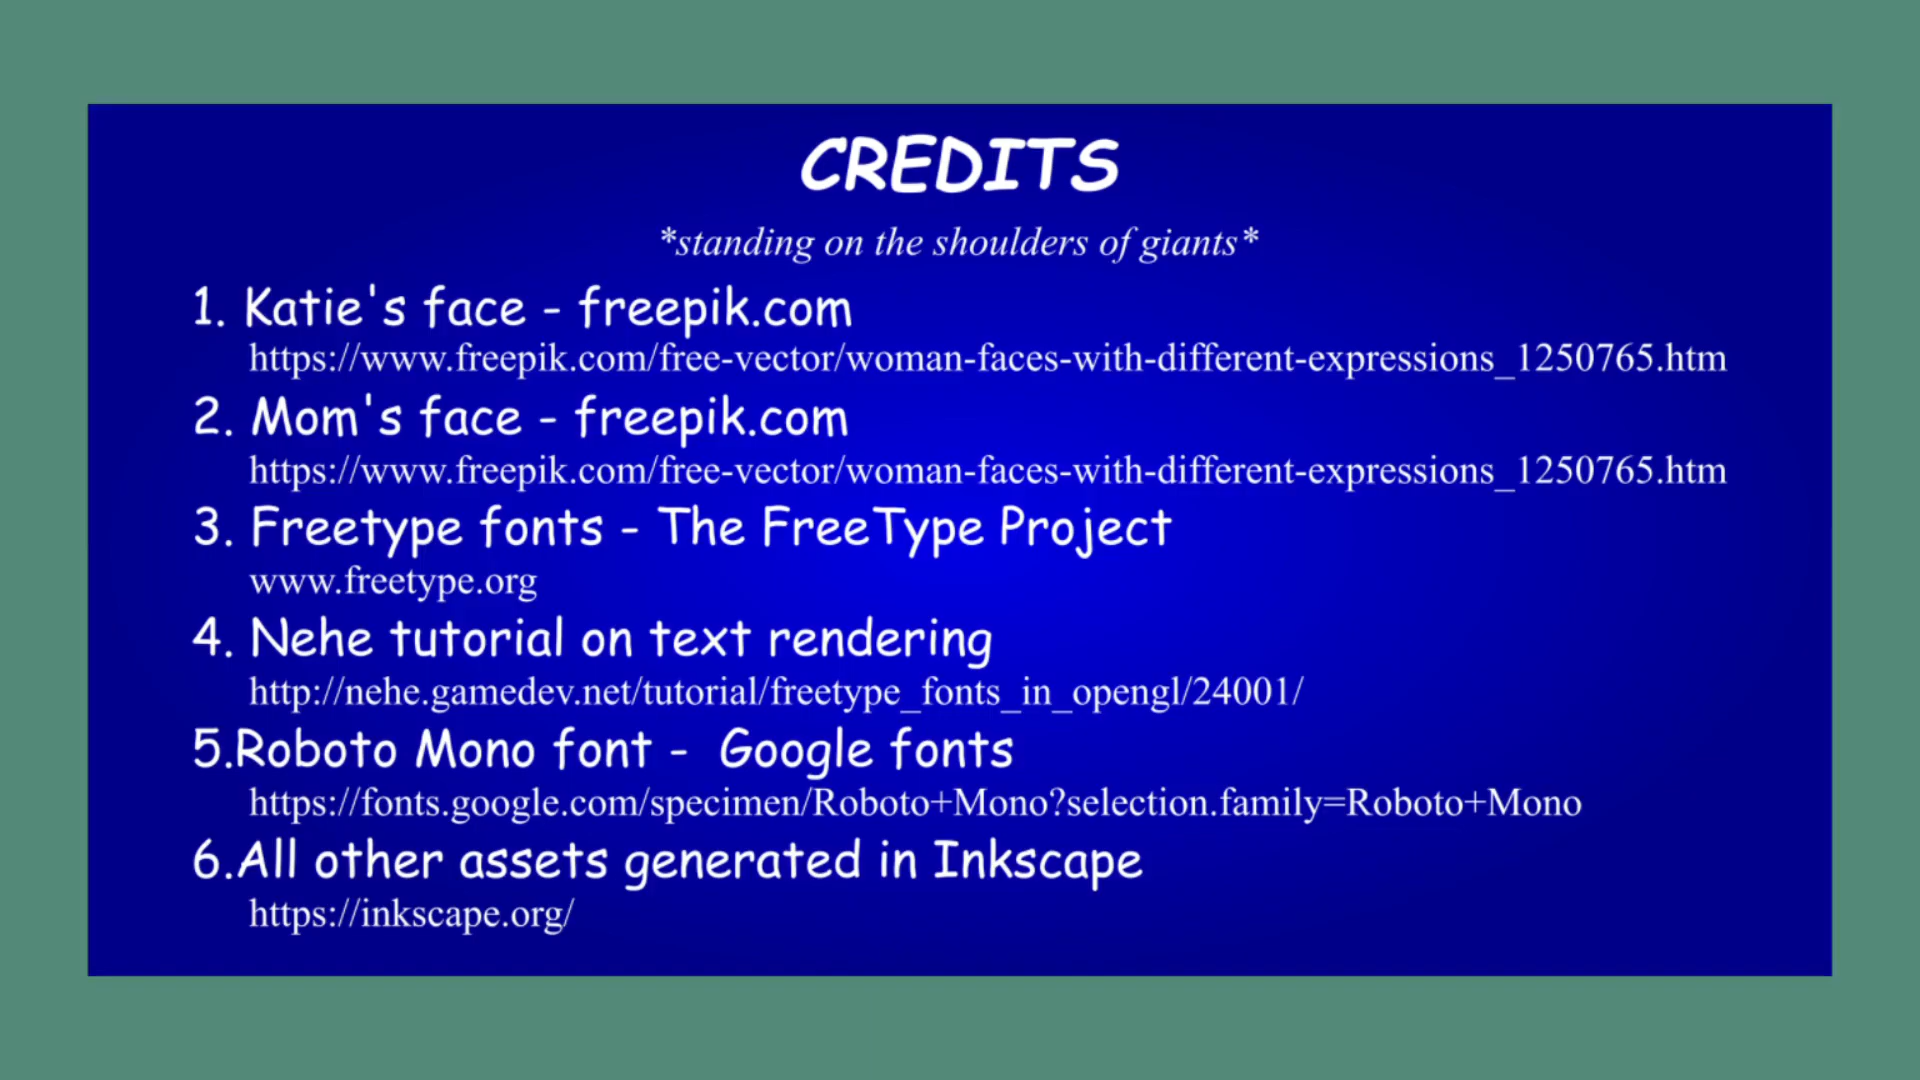 CREDITS
*standing on the shoulders of giants*
1. Katie's face - freepik.com
https://www.freepik.com/free-vector/woman-faces-with-different-expressions_1250765.htm
2. Mom's face - freepik.com
https://www.freepik.com/free-vector/woman-faces-with-different-expressions_1250765.htm
3. Freetype fonts - The FreeType Project
www.freetype.org
4. Nehe tutorial on text rendering
http://nehe.gamedev.net/tutorial/freetype_fonts_in_opengl/24001/
5.Roboto Mono font -  Google fonts
https://fonts.google.com/specimen/Roboto+Mono?selection.family=Roboto+Mono
6.All other assets generated in Inkscape
https://inkscape.org/